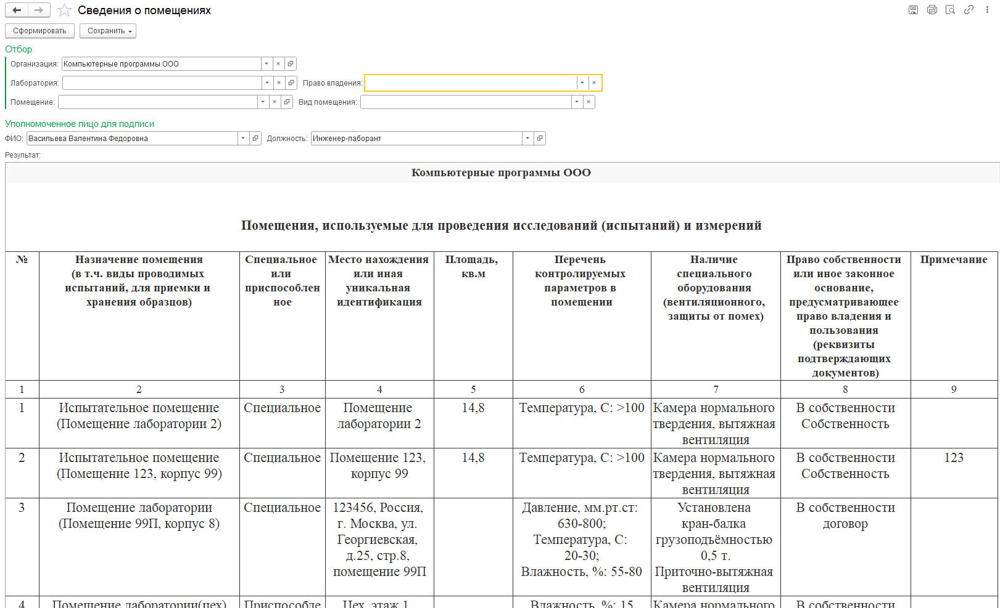 Сведения о помещениях
Сформировать
Сохранить
Отбор
Организация: Компьютерные программы ООО
Лаборатория:
Право владения:
Помещение:
Вид помещения:
Уполномоченное лицо для подписи
ФИО: Васильева Валентина Федоровна
Должность: Инженер-лаборант
Результат:
Компьютерные программы ООО
Помещения, используемые для проведения исследований (испытаний) и измерений
№
Назначение помещения
(в т.ч. виды проводимых
испытаний, для приемки и
хранения образцов)
Специальное
или
приспособлен
ное
Место нахождения
или иная
уникальная
идентификация
Площадь,
кв.м
Перечень
контролируемых
параметров в
помещении
Наличие
специального
оборудования
(вентиляционного,
защиты от помех)
Право собственности
или иное законное
основание,
предусматривающее
право владения и
пользования
(реквизиты
подтверждающих
документов)
Примечание
1 2 3 4 5 6 7 8 9
1
Испытательное помещение
(Помещение лаборатории 2)
Специальное
Помещение
лаборатории 2
14,8
Температура, С: >100
Камера нормального
твердения, вытяжная
вентиляция
В собственности
Собственность
2
Испытательное помещение
(Помещение 123, корпус 99)
Специальное
Помещение 123,
корпус 99
14,8
Температура, С: >100
Камера нормального
твердения, вытяжная
вентиляция
В собственности
Собственность
123
3
Помещение лаборатории
(Помещение 99П, корпус 8)
Специальное
123456, Россия,
г. Москва, ул.
Георгиевская,
д.25, стр.8,
помещение 99П
Давление, мм.рт.ст:
630-800;
Температура, С:
20-30;
Влажность, %: 55-80
Установлена
кран-балка
грузоподъёмностью
0,5 т.
Приточно-вытяжная
вентиляция
В собственности
договор
4
Помещение лаборатории(цех)
Приспособле
Цех, этаж 1
Влажность, %: 15
Камера нормального
В собственности